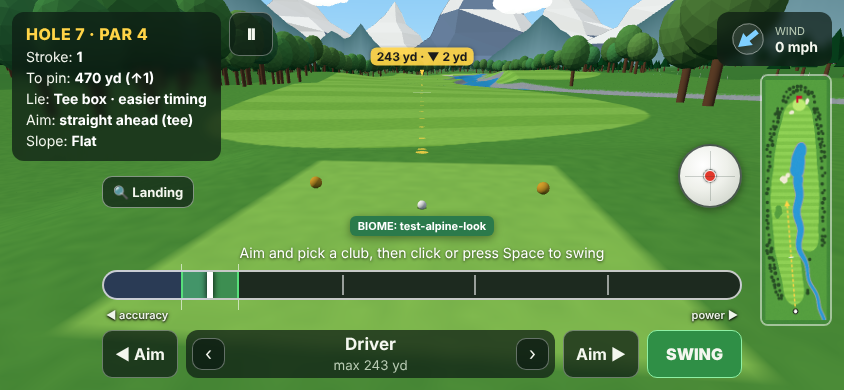 HOLE 7 · PAR 4
Stroke: 1
To pin: 470 yd (↑1)
Lie: Tee box · easier timing
Aim: straight ahead (tee)
Slope: Flat
243 yd · ▼ 2 yd
WIND
0 mph
🔍 Landing
BIOME: test-alpine-look
Aim and pick a club, then click or press Space to swing
◀ accuracy
power ▶
◀ Aim
‹
Driver
max 243 yd
›
Aim ▶
SWING